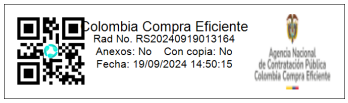 Colombia Compra Eficiente
Rad No. RS20240919013164
Anexos: No Con copia: No
Fecha: 19/09/2024 14:50:15
Agencia Nacional
de Contratación Pública
Colombia Compra Eficiente